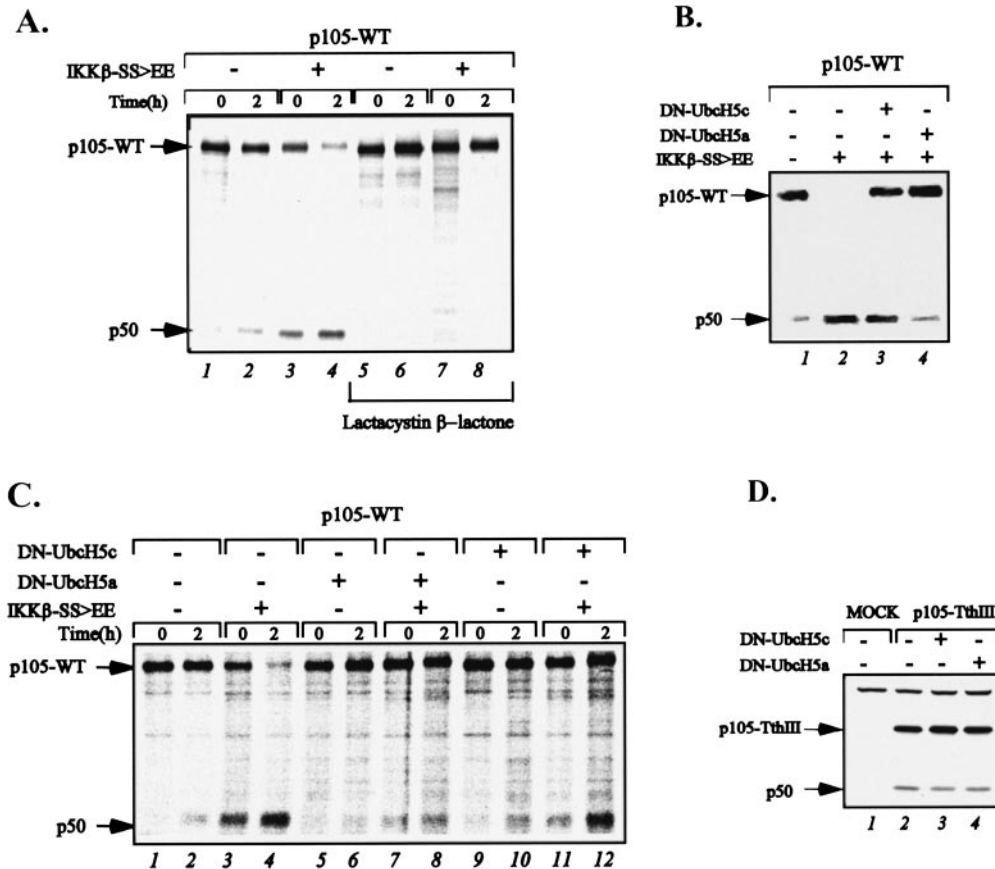 A.
p105-WT
IKKβ-SS>EE - + - +
Time(h) 0 2 0 2 0 2 0 2
p105-WT
p50
1 2 3 4 5 6 7 8
Lactacystin β–lactone
B.
p105-WT
DN-UbcH5c - - + -
DN-UbcH5a - - - +
IKKβ-SS>EE - + + +
p105-WT
p50
1 2 3 4
C.
p105-WT
DN-UbcH5c - - - - + +
DN-UbcH5a - - + + - -
IKKβ-SS>EE - + - + - +
Time(h) 0 2 0 2 0 2 0 2 0 2 0 2
p105-WT
p50
1 2 3 4 5 6 7 8 9 10 11 12
D.
MOCK p105-TthIII
DN-UbcH5c - - + -
DN-UbcH5a - - - +
p105-TthIII
p50
1 2 3 4